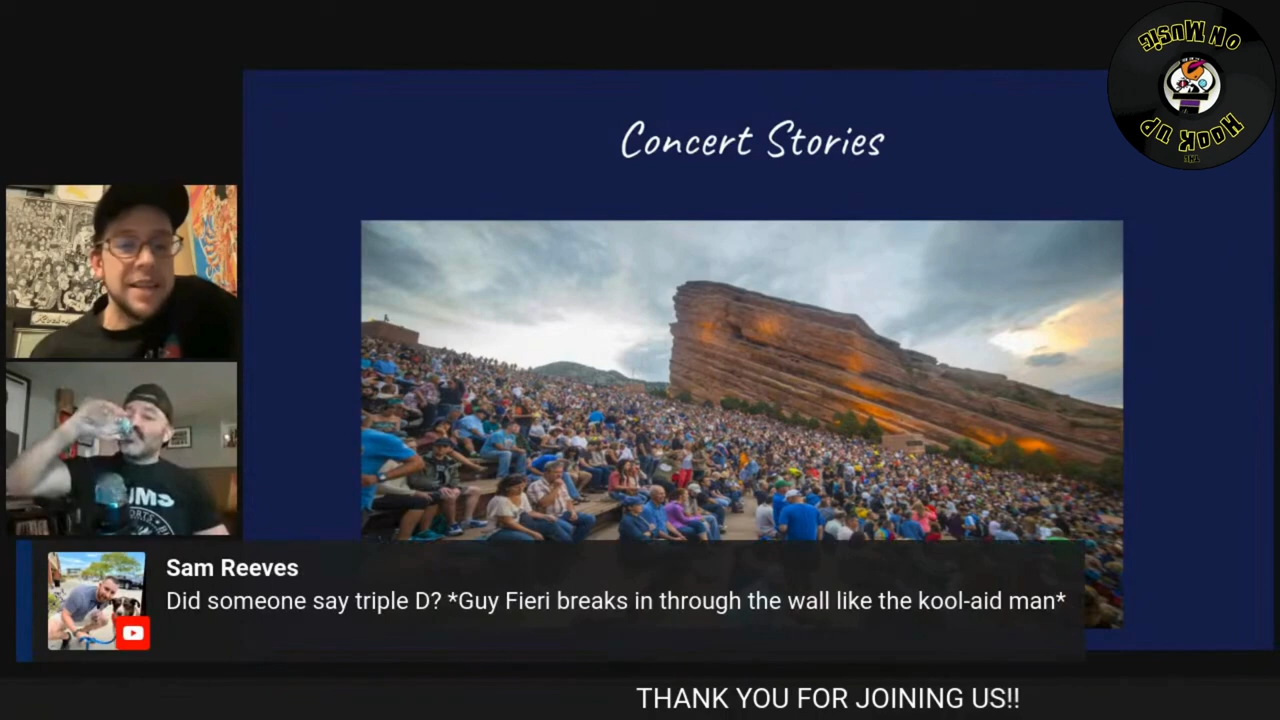 ON MUSIC
THE
HOOK UP
Concert Stories
Sam Reeves
Did someone say triple D? *Guy Fieri breaks in through the wall like the kool-aid man*
THANK YOU FOR JOINING US!!